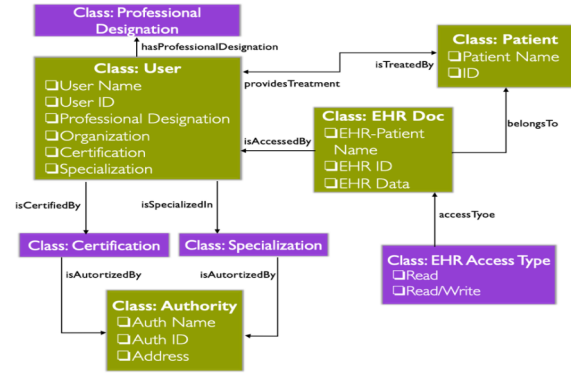 Class: Professional
Designation
hasProfessionalDesignation
Class: User
❑User Name
❑User ID
❑Professional Designation
❑Organization
❑Certification
❑Specialization
providesTreatment
isTreatedBy
Class: Patient
❑Patient Name
❑ID
Class: EHR Doc
❑EHR-Patient
Name
❑EHR ID
❑EHR Data
isAccessedBy
belongsTo
isCertifiedBy
isSpecializedIn
accessTyoe
Class: Certification
Class: Specialization
Class: EHR Access Type
❑Read
❑Read/Write
isAutortizedBy
isAutortizedBy
Class: Authority
❑Auth Name
❑Auth ID
❑Address